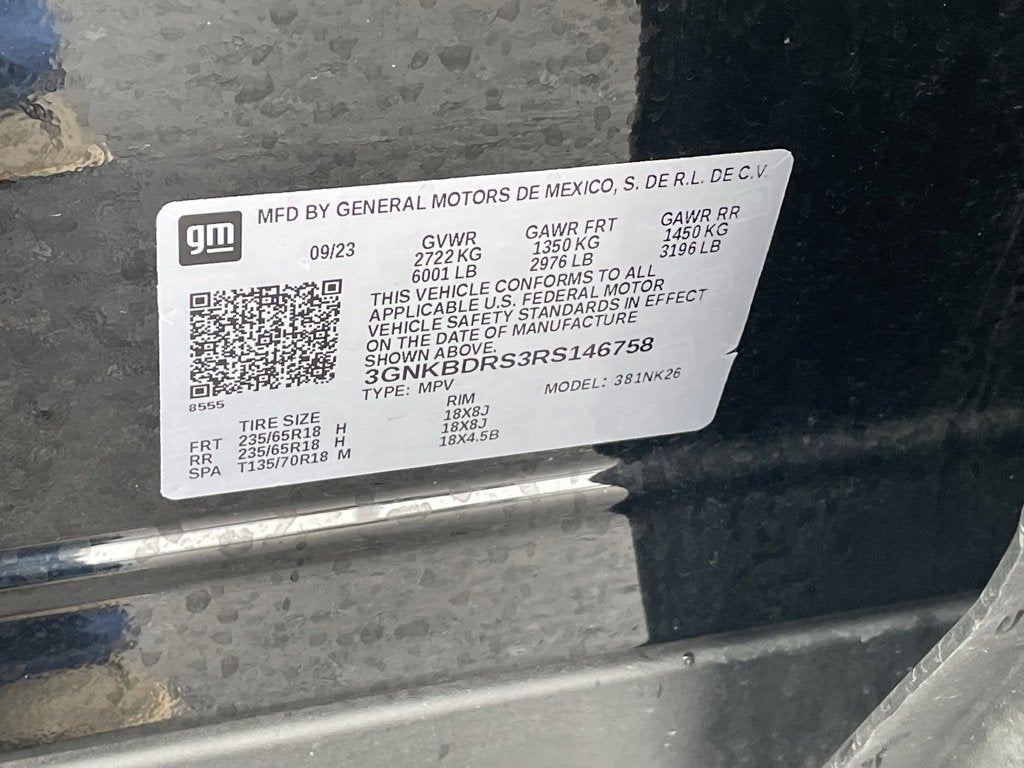 gm
MFD BY GENERAL MOTORS DE MEXICO, S. DE R.L. DE C.V.
09/23 GVWR GAWR FRT GAWR RR
2722 KG 1350 KG 1450 KG
6001 LB 2976 LB 3196 LB
THIS VEHICLE CONFORMS TO ALL
APPLICABLE U.S. FEDERAL MOTOR
VEHICLE SAFETY STANDARDS IN EFFECT
ON THE DATE OF MANUFACTURE
SHOWN ABOVE.
3GNKBDRS3RS146758
TYPE: MPV MODEL: 381NK26
8555
TIRE SIZE RIM
FRT 235/65R18 H 18X8J
RR 235/65R18 H 18X8J
SPA T135/70R18 M 18X4.5B